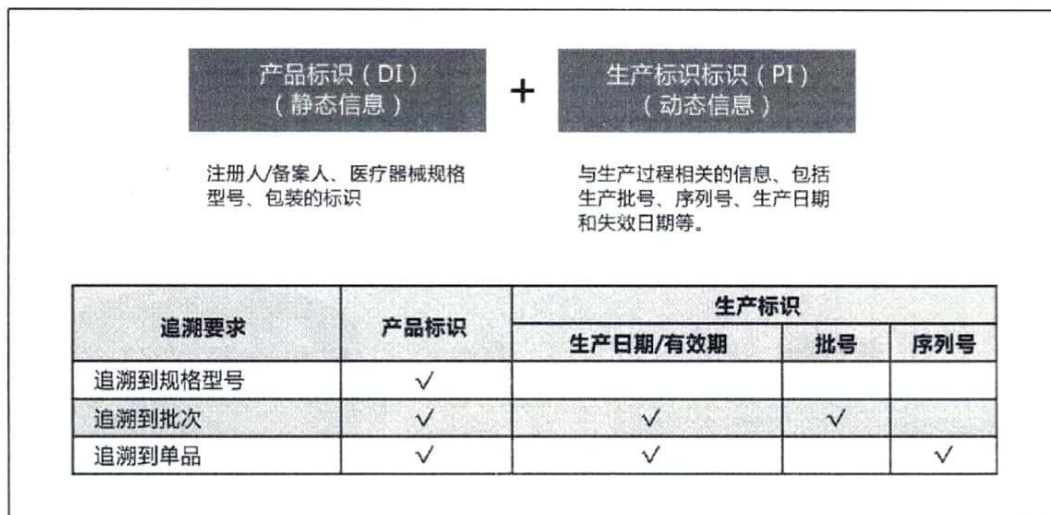 产品标识（DI）
（静态信息）
+
生产标识标识（PI）
（动态信息）
注册人/备案人、医疗器械规格
型号、包装的标识
与生产过程相关的信息、包括
生产批号、序列号、生产日期
和失效日期等。
追溯要求 产品标识 生产标识
生产日期/有效期 批号 序列号
追溯到规格型号 √
追溯到批次 √ √ √
追溯到单品 √ √ √